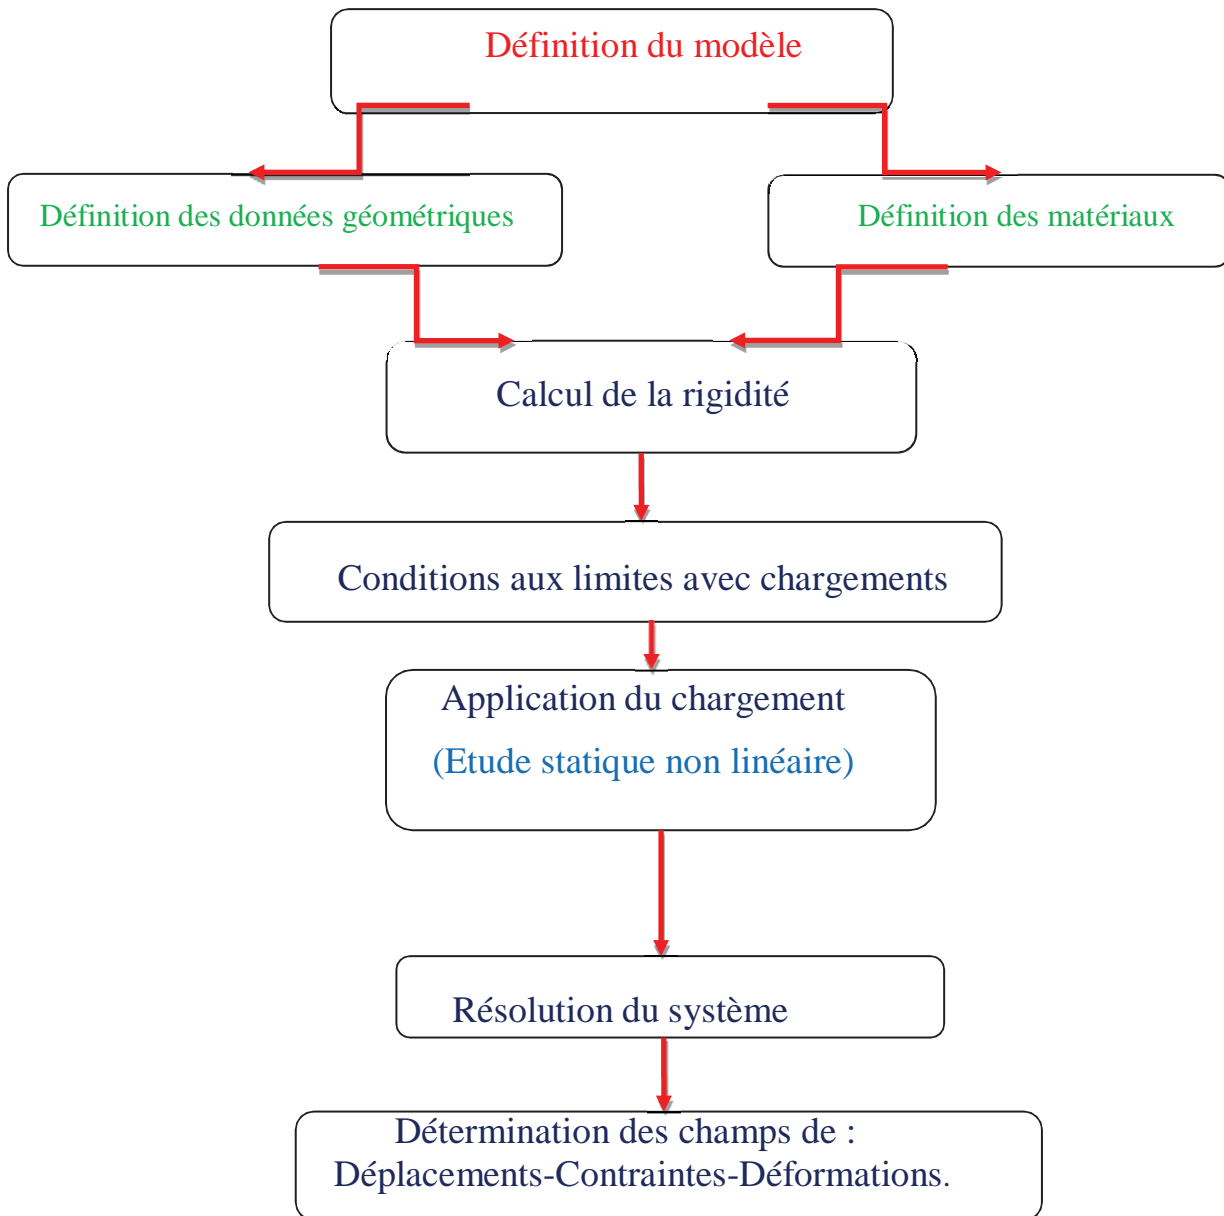 Définition du modèle
Définition des données géométriques
Définition des matériaux
Calcul de la rigidité
Conditions aux limites avec chargements
Application du chargement
(Etude statique non linéaire)
Résolution du système
Détermination des champs de :
Déplacements-Contraintes-Déformations.